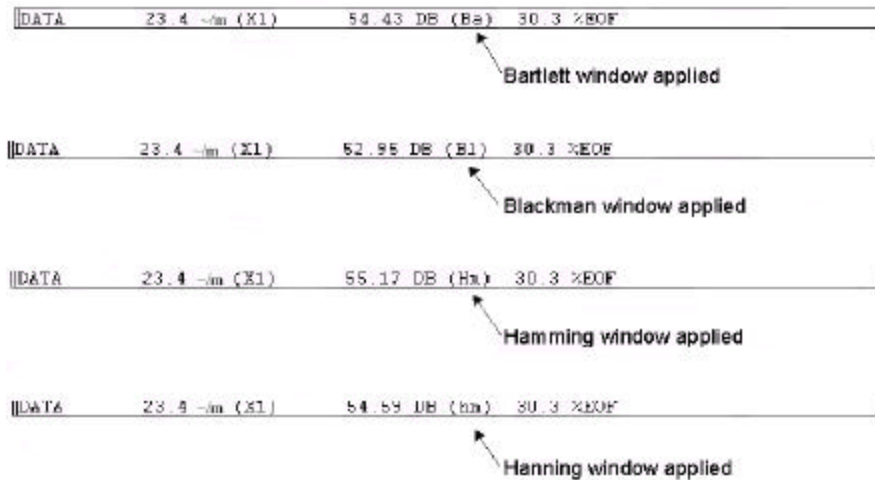 DATA 23.4 ~/m (X1) 54.43 DB (Ba) 30.3 %EOF
Bartlett window applied
DATA 23.4 ~/m (X1) 52.95 DB (Bl) 30.3 %EOF
Blackman window applied
DATA 23.4 ~/m (X1) 55.17 DB (Hm) 30.3 %EOF
Hamming window applied
DATA 23.4 ~/m (X1) 54.59 DB (hn) 30.3 %EOF
Hanning window applied